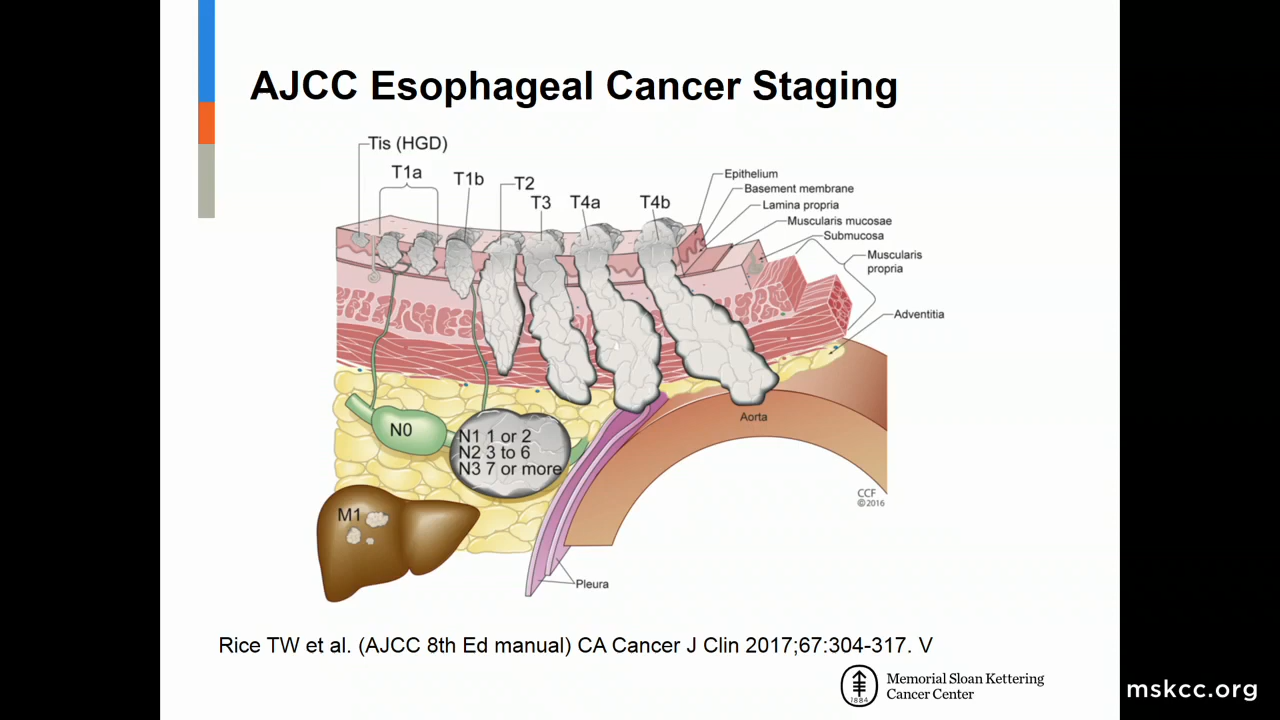 AJCC Esophageal Cancer Staging
Tis (HGD)
T1a
T1b
T2
T3
T4a
T4b
Epithelium
Basement membrane
Lamina propria
Muscularis mucosae
Submucosa
Muscularis
propria
Adventitia
Aorta
N0
N1 1 or 2
N2 3 to 6
N3 7 or more
M1
CCF
©2016
Pleura
Rice TW et al. (AJCC 8th Ed manual) CA Cancer J Clin 2017;67:304-317. V
1884
Memorial Sloan Kettering
Cancer Center
mskcc.org